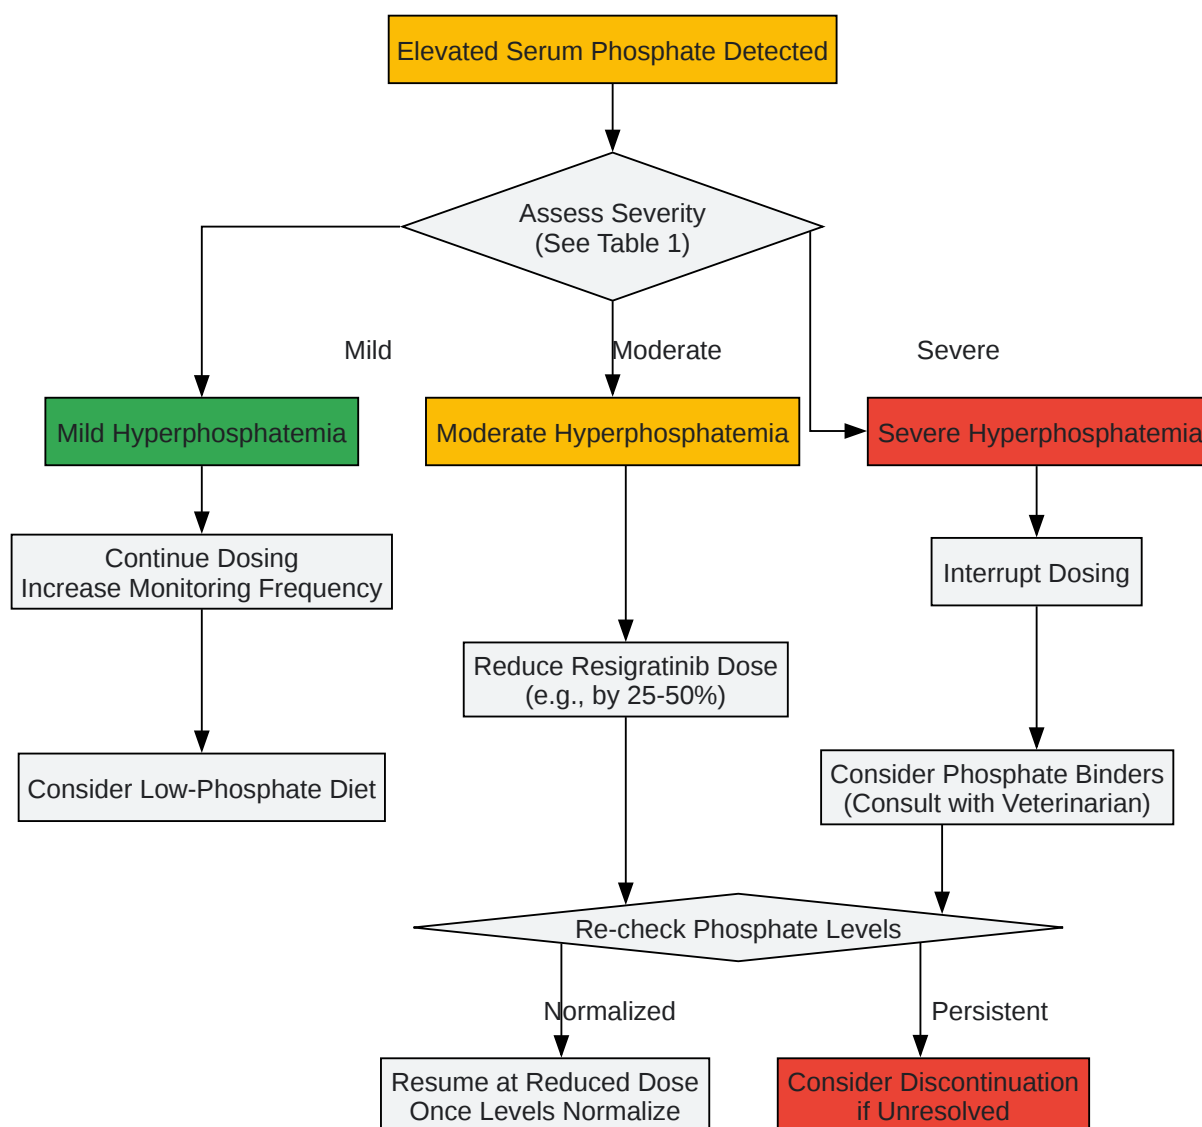 Elevated Serum Phosphate Detected
Assess Severity
(See Table 1)
Mild
Moderate
Severe
Mild Hyperphosphatemia
Moderate Hyperphosphatemia
Severe Hyperphosphatemia
Continue Dosing
Increase Monitoring Frequency
Interrupt Dosing
Reduce Resigratinib Dose
(e.g., by 25-50%)
Consider Low-Phosphate Diet
Consider Phosphate Binders
(Consult with Veterinarian)
Re-check Phosphate Levels
Normalized
Persistent
Resume at Reduced Dose
Once Levels Normalize
Consider Discontinuation
if Unresolved